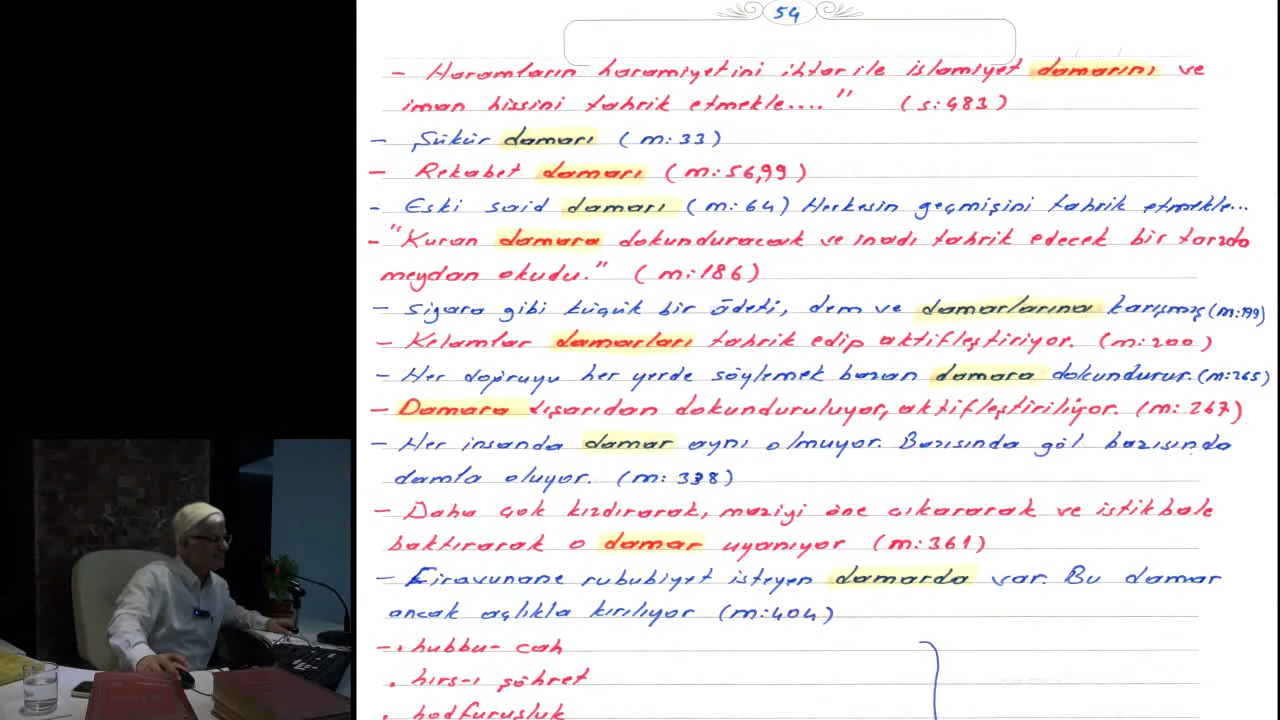 54
- Haramların haramiyetini ihtar ile islamiyet damarını ve
iman hissini tahrik etmekle...." (s:483)
- Şükür damarı (m:33)
- Rekabet damarı (m:56,99)
- Eski said damarı (m:64) Herkesin geçmişini tahrik etmekle...
- "Kuran damara dokunduracak ve inadı tahrik edecek bir tarzda
meydan okudu." (m:186)
- Sigara gibi küçük bir âdeti, dem ve damarlarına karışmış (m:199)
- Kelamlar damarları tahrik edip aktifleştiriyor. (m:200)
- Her doğruyu her yerde söylemek bazan damara dokundurur. (m:265)
- Damara dışarıdan dokunduruluyor, aktifleştiriliyor. (m:267)
- Her insanda damar aynı olmuyor. Bazısında göl bazısında
damla oluyor. (m:338)
- Daha çok kızdırarak, maziyi öne çıkararak ve istikbale
baktırarak o damar uyanıyor (m:361)
- Firavunane rububiyet isteyen damarda var. Bu damar
ancak açlıkla kırılıyor (m:404)
- . hubbu-cah
. hırs-ı şöhret
. hodfuruşluk